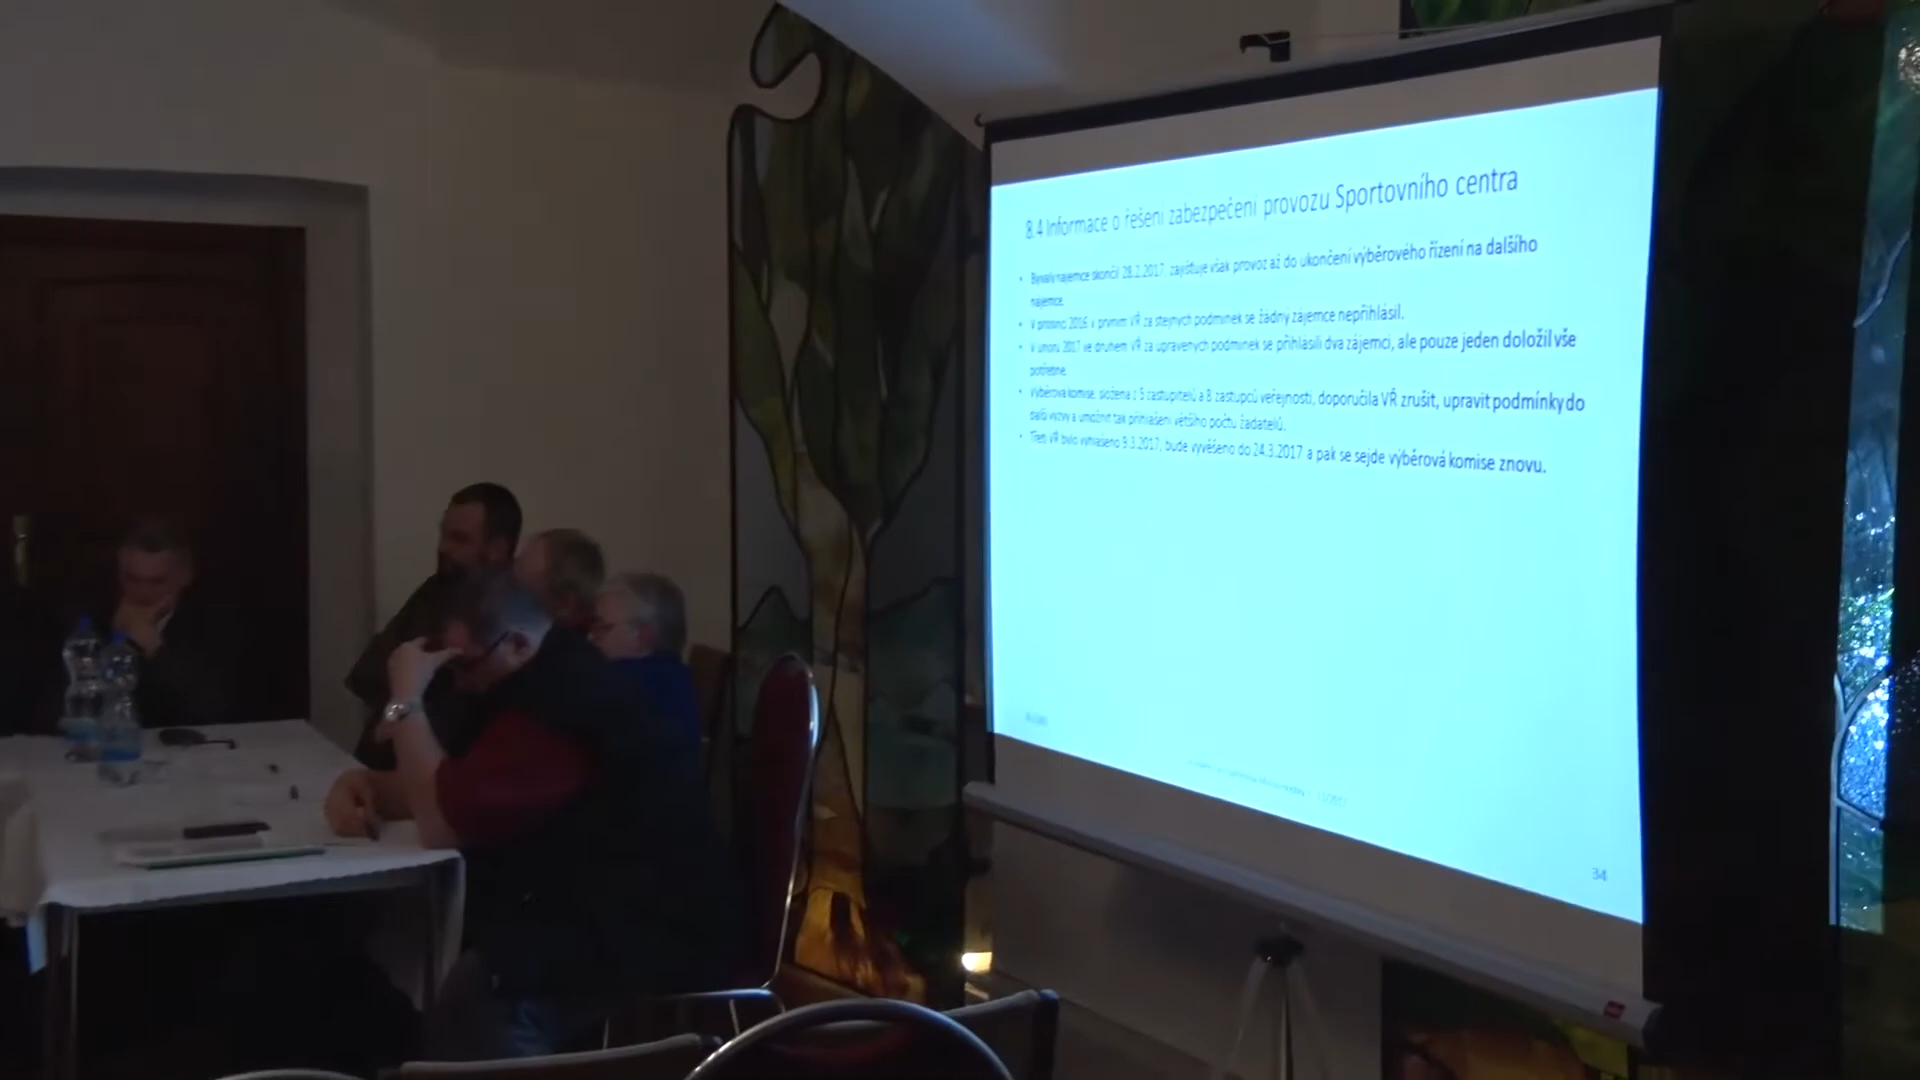 8.4 Informace o řešení zabezpečení provozu Sportovního centra
Bývalý nájemce skončil 28.2.2017, zajišťuje však provoz až do ukončení výběrového řízení na dalšího
nájemce.
V prosinci 2016 v prvním VŘ za stejných podmínek se žádný zájemce nepřihlásil.
V únoru 2017 ve druhém VŘ za upravených podmínek se přihlásili dva zájemci, ale pouze jeden doložil vše
potřebné.
Výběrová komise, složená z 5 zastupitelů a 8 zástupců veřejnosti, doporučila VŘ zrušit, upravit podmínky do
další výzvy a umožnit tak přihlášení většího počtu žadatelů.
Třetí VŘ bylo vyhlášeno 9.3.2017, bude vyvěšeno do 24.3.2017 a pak se sejde výběrová komise znovu.
34